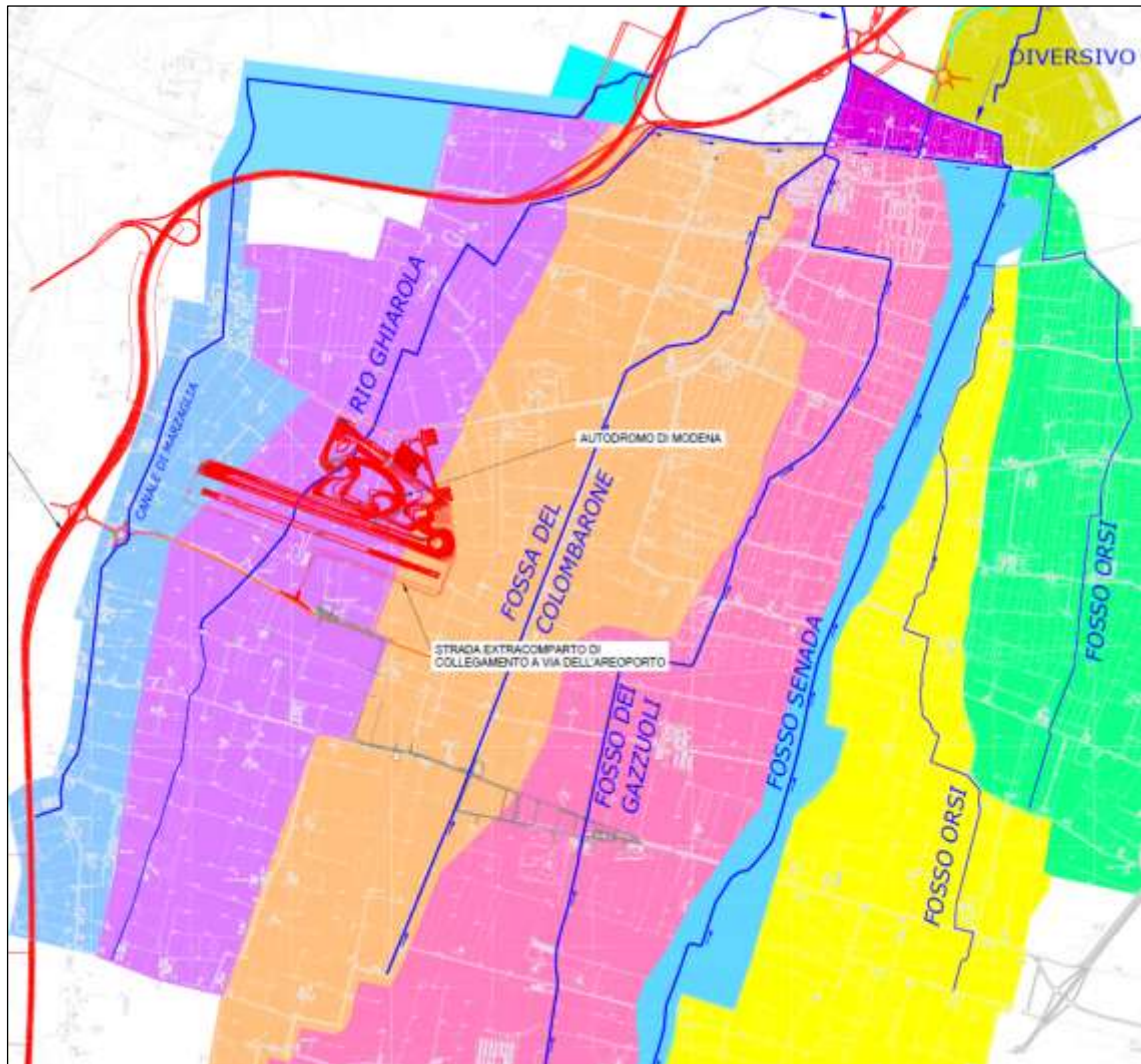 DIVERSIVO
RIO GHIAROLA
CANALE DI MARZAGLIA
AUTODROMO DI MODENA
FOSSA DEL
COLOMBARONE
STRADA EXTRACOMPARTO DI
COLLEGAMENTO A VIA DELL'AREOPORTO
FOSSO DEI
GAZZUOLI
FOSSO SENADA
FOSSO ORSI
FOSSO ORSI